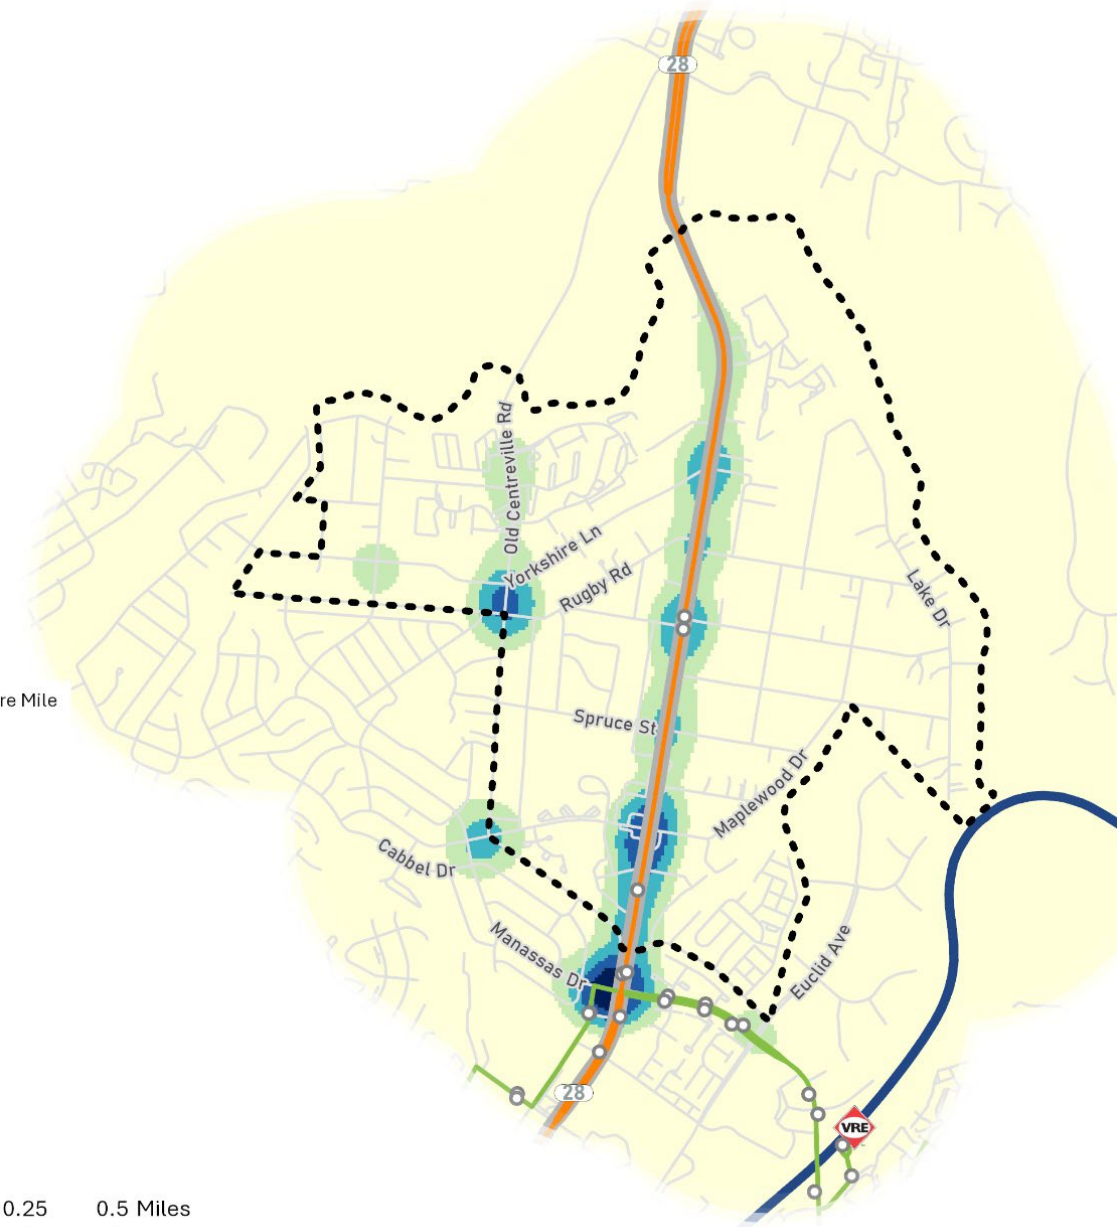 28
Old Centreville Rd
Yorkshire Ln
Rugby Rd
Lake Dr
re Mile
Spruce St
Maplewood Dr
Cabbel Dr
Manassas Dr
Euclid Ave
28
VRE
0.25 0.5 Miles